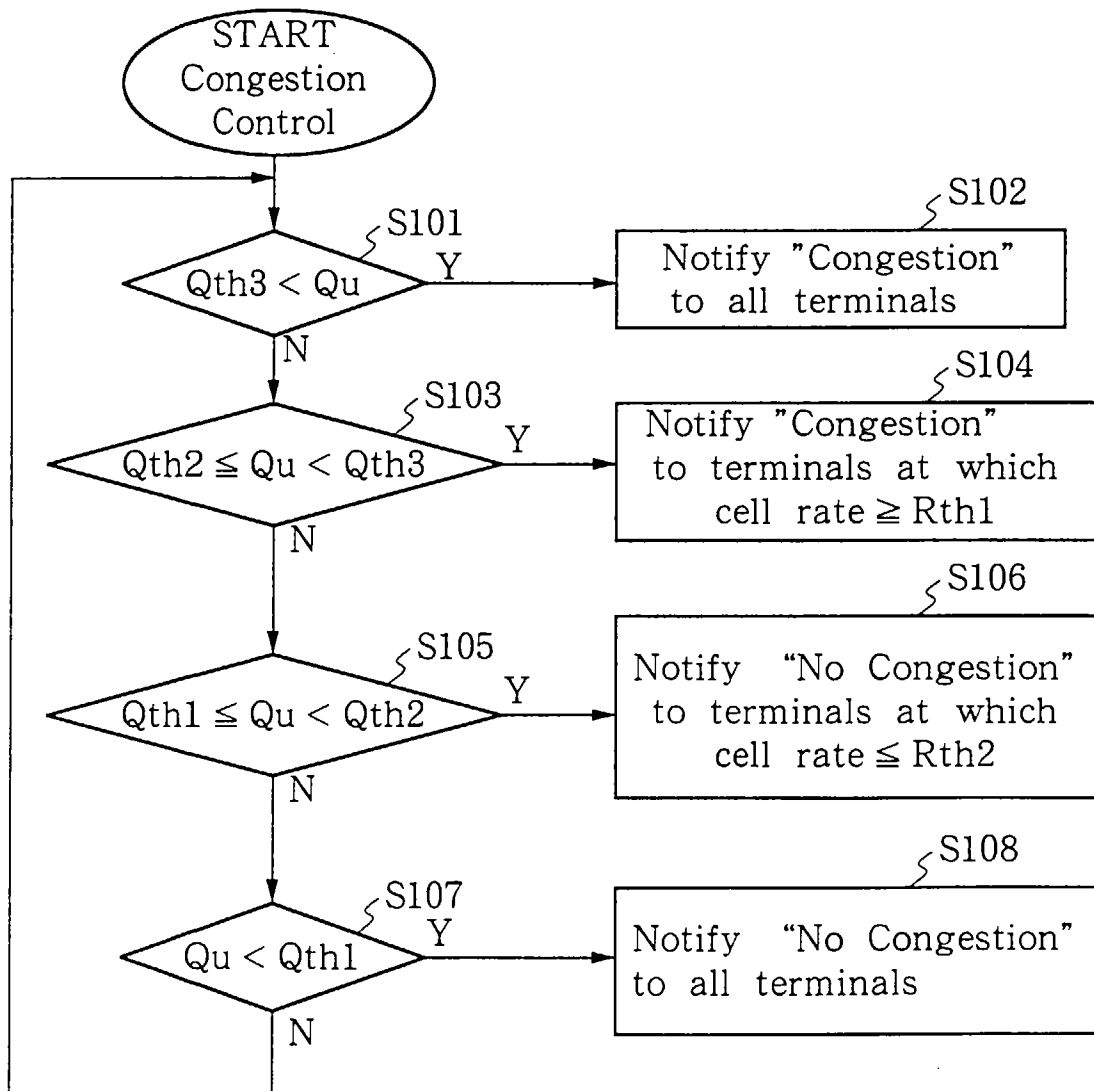 START
Congestion
Control
S101
Qth3 < Qu
Y
N
S102
Notify "Congestion"
to all terminals
S103
Qth2 ≦ Qu < Qth3
Y
N
S104
Notify "Congestion"
to terminals at which
cell rate ≧ Rth1
S105
Qth1 ≦ Qu < Qth2
Y
N
S106
Notify “No Congestion”
to terminals at which
cell rate ≦ Rth2
S107
Qu < Qth1
Y
N
S108
Notify “No Congestion”
to all terminals